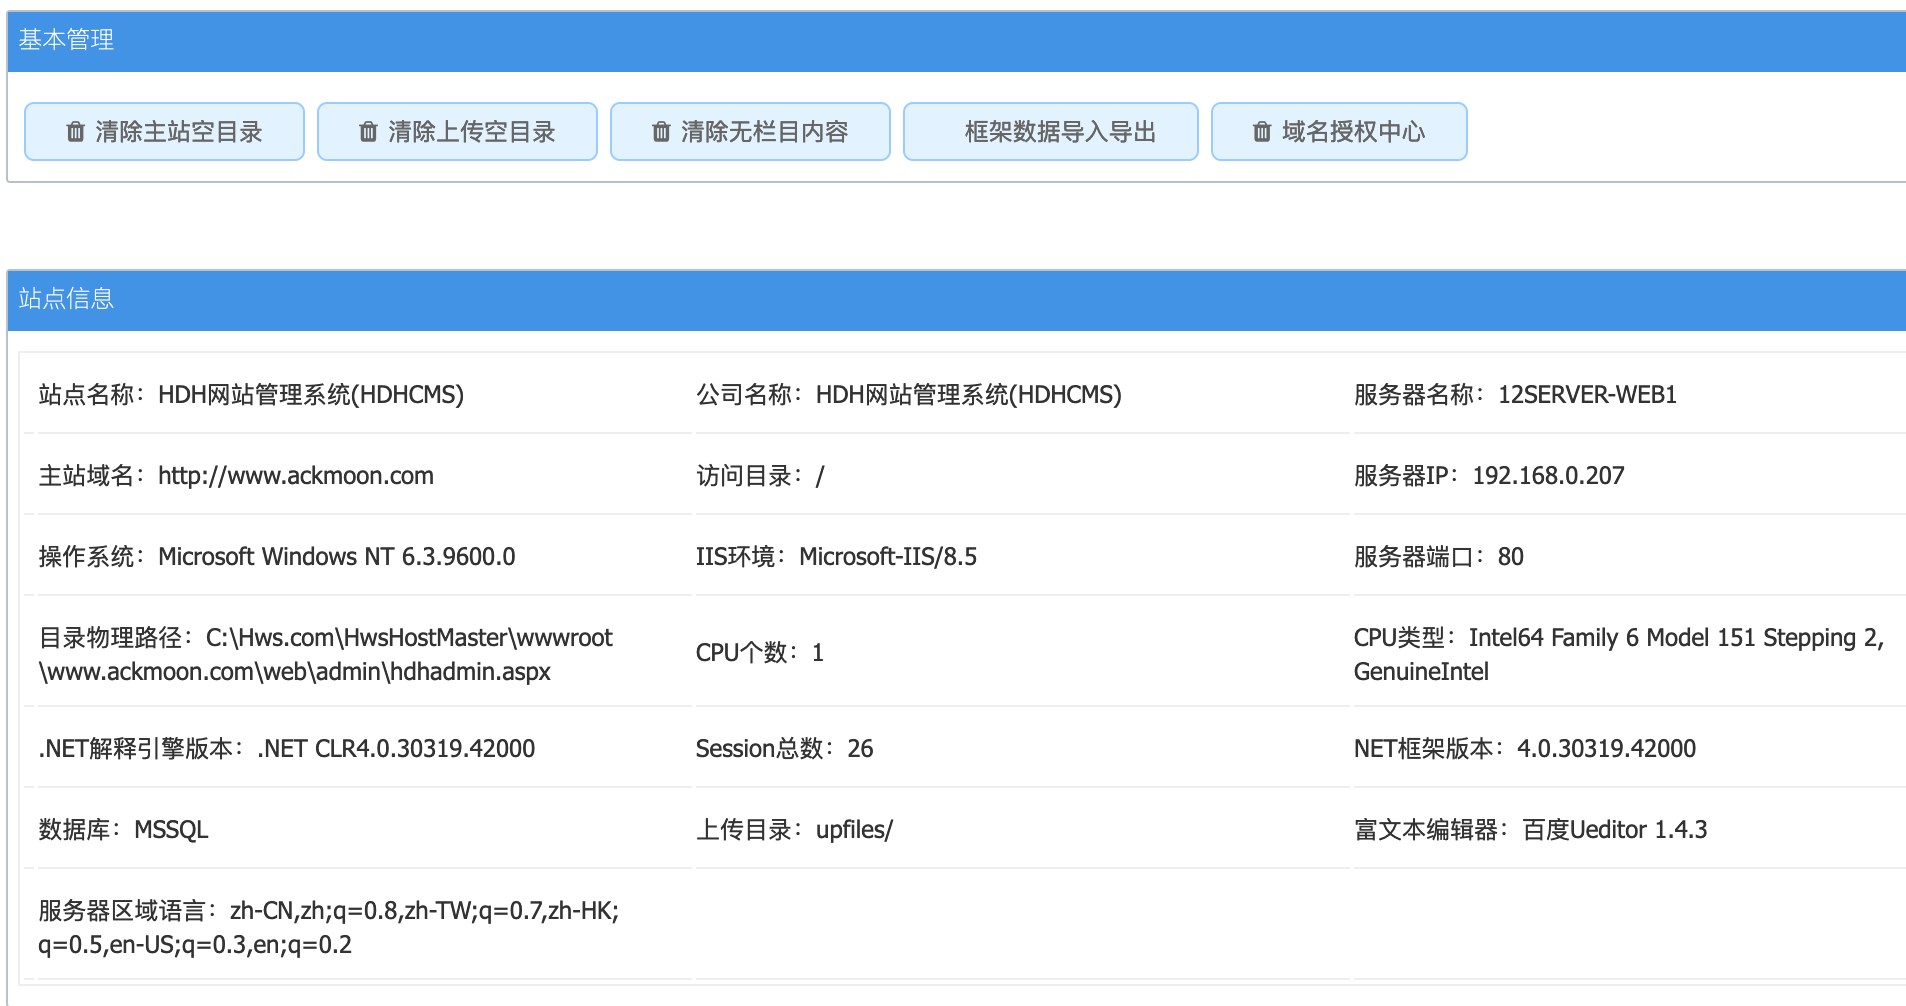 基本管理
清除主站空目录 清除上传空目录 清除无栏目内容 框架数据导入导出 域名授权中心
站点信息
站点名称：HDH网站管理系统(HDHCMS) 公司名称：HDH网站管理系统(HDHCMS) 服务器名称：12SERVER-WEB1
主站域名：http://www.ackmoon.com 访问目录：/ 服务器IP：192.168.0.207
操作系统：Microsoft Windows NT 6.3.9600.0 IIS环境：Microsoft-IIS/8.5 服务器端口：80
目录物理路径：C:\Hws.com\HwsHostMaster\wwwroot
\www.ackmoon.com\web\admin\hdhadmin.aspx
CPU个数：1
CPU类型：Intel64 Family 6 Model 151 Stepping 2,
GenuineIntel
.NET解释引擎版本：.NET CLR4.0.30319.42000 Session总数：26 NET框架版本：4.0.30319.42000
数据库：MSSQL 上传目录：upfiles/ 富文本编辑器：百度Ueditor 1.4.3
服务器区域语言：zh-CN,zh;q=0.8,zh-TW;q=0.7,zh-HK;
q=0.5,en-US;q=0.3,en;q=0.2